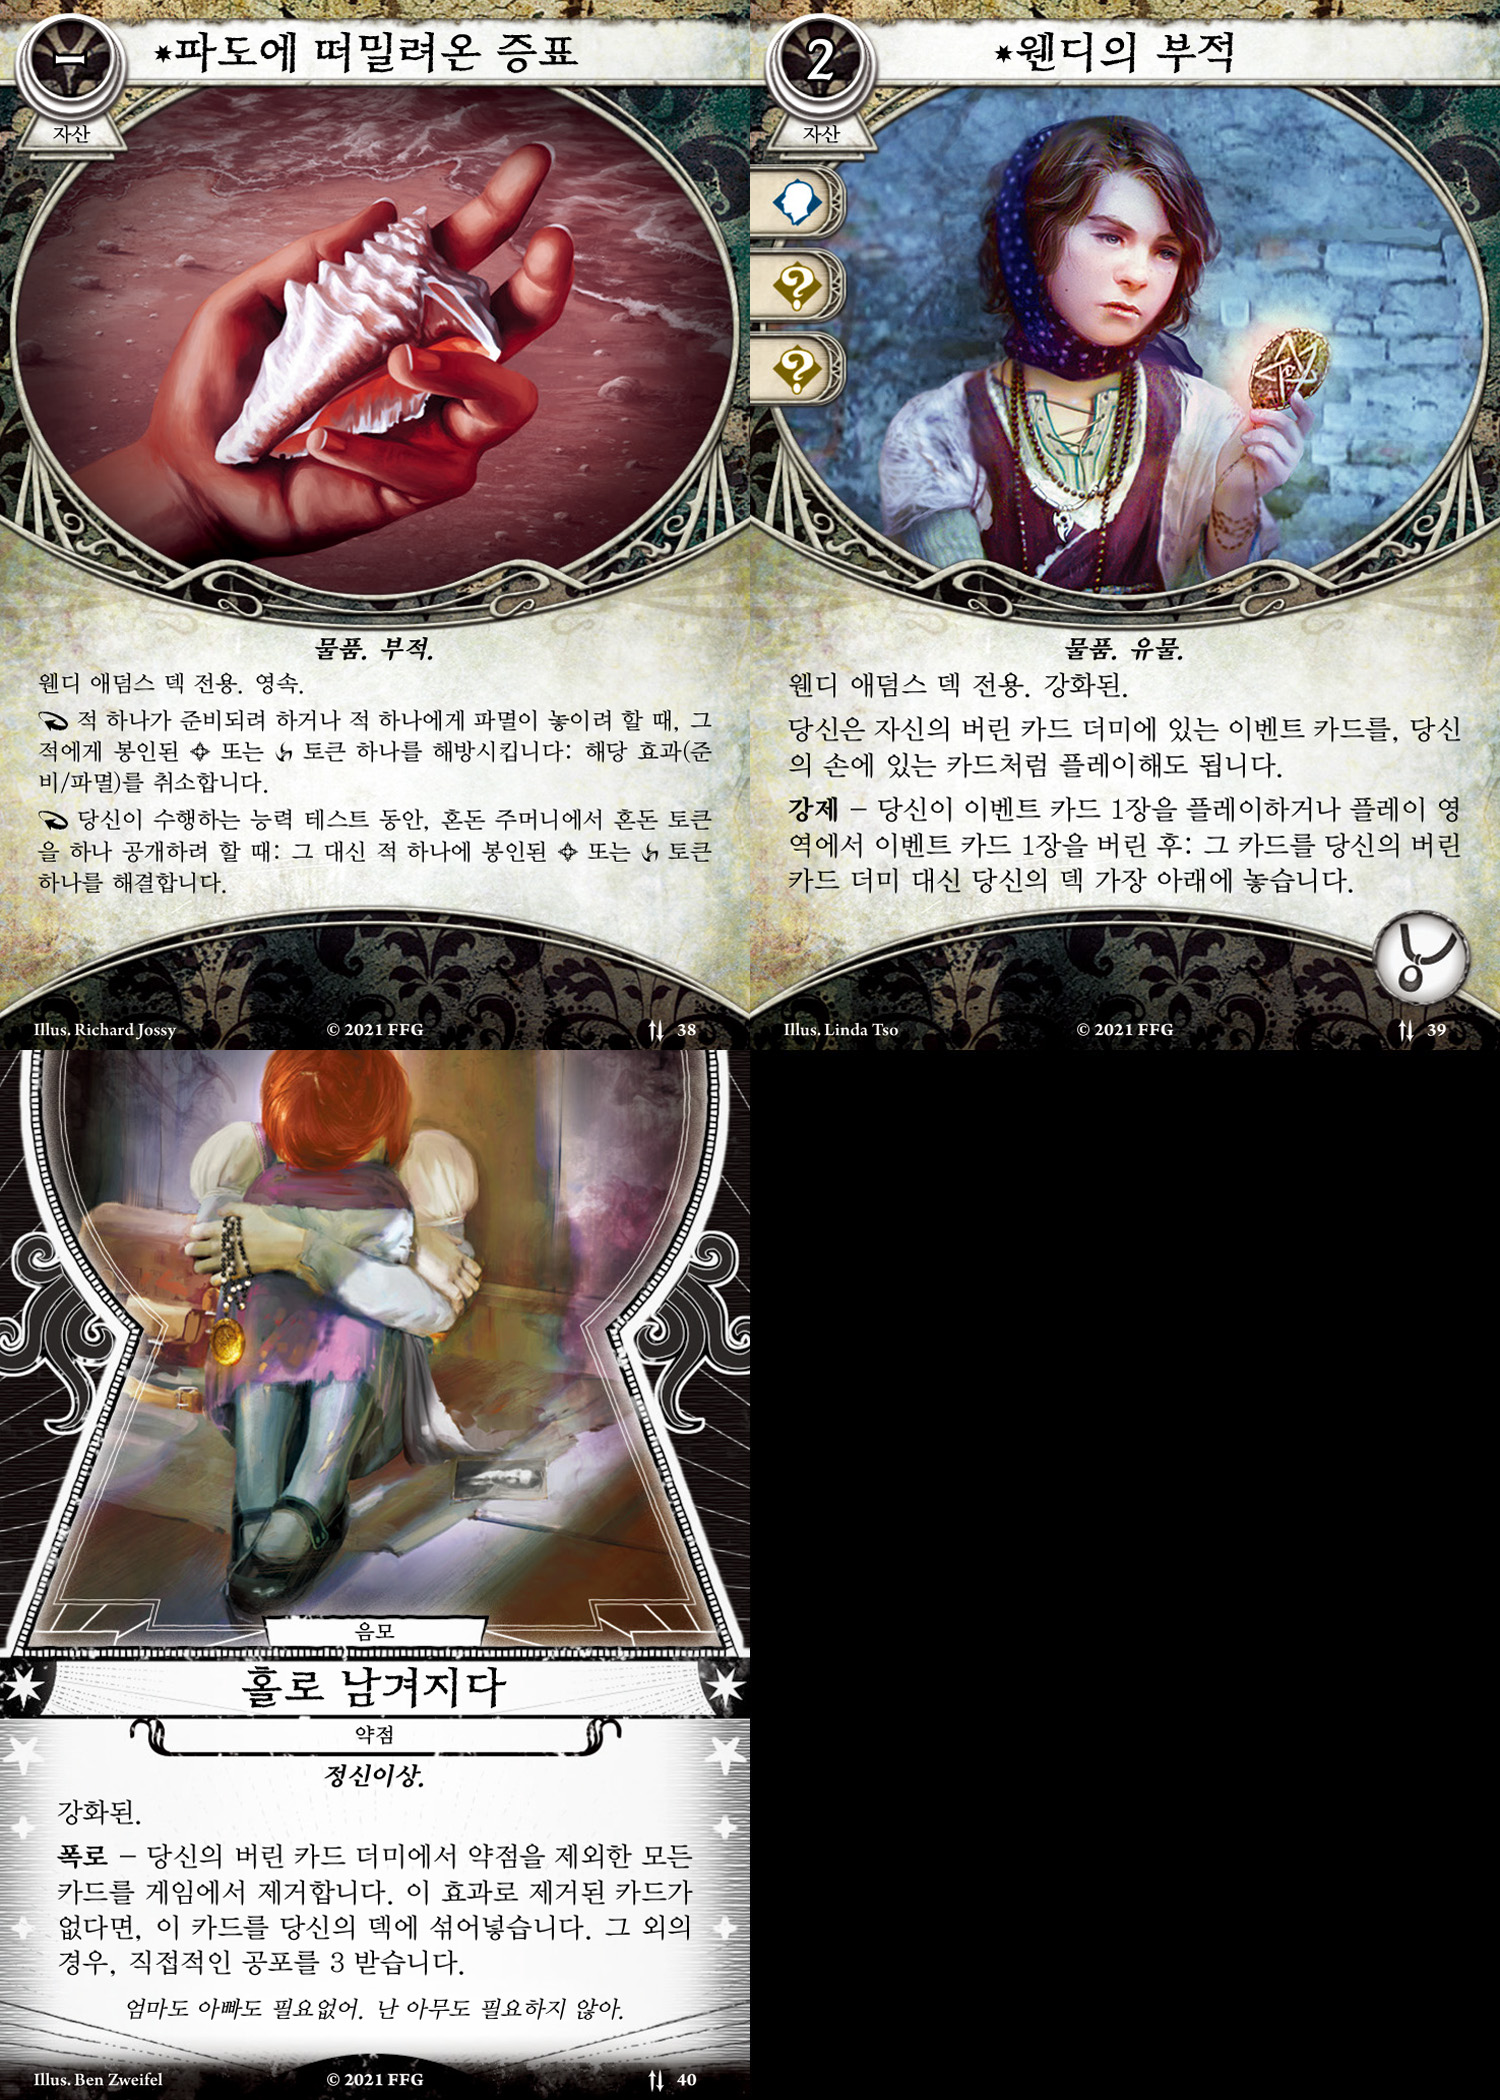 –
*파도에 떠밀려온 증표
자산
물품. 부적.
웬디 애덤스 덱 전용. 영속.
적 하나가 준비되려 하거나 적 하나에게 파멸이 놓이려 할 때, 그
적에게 봉인된 또는 토큰 하나를 해방시킵니다: 해당 효과(준
비/파멸)를 취소합니다.
당신이 수행하는 능력 테스트 동안, 혼돈 주머니에서 혼돈 토큰
을 하나 공개하려 할 때: 그 대신 적 하나에 봉인된 또는 토큰
하나를 해결합니다.
Illus. Richard Jossy © 2021 FFG 38
2
*웬디의 부적
자산
물품. 유물.
웬디 애덤스 덱 전용. 강화된.
당신은 자신의 버린 카드 더미에 있는 이벤트 카드를, 당신
의 손에 있는 카드처럼 플레이해도 됩니다.
강제 – 당신이 이벤트 카드 1장을 플레이하거나 플레이 영
역에서 이벤트 카드 1장을 버린 후: 그 카드를 당신의 버린
카드 더미 대신 당신의 덱 가장 아래에 놓습니다.
Illus. Linda Tso © 2021 FFG 39
음모
홀로 남겨지다
약점
정신이상.
강화된.
폭로 – 당신의 버린 카드 더미에서 약점을 제외한 모든
카드를 게임에서 제거합니다. 이 효과로 제거된 카드가
없다면, 이 카드를 당신의 덱에 섞어넣습니다. 그 외의
경우, 직접적인 공포를 3 받습니다.
엄마도 아빠도 필요없어. 난 아무도 필요하지 않아.
Illus. Ben Zweifel © 2021 FFG 40